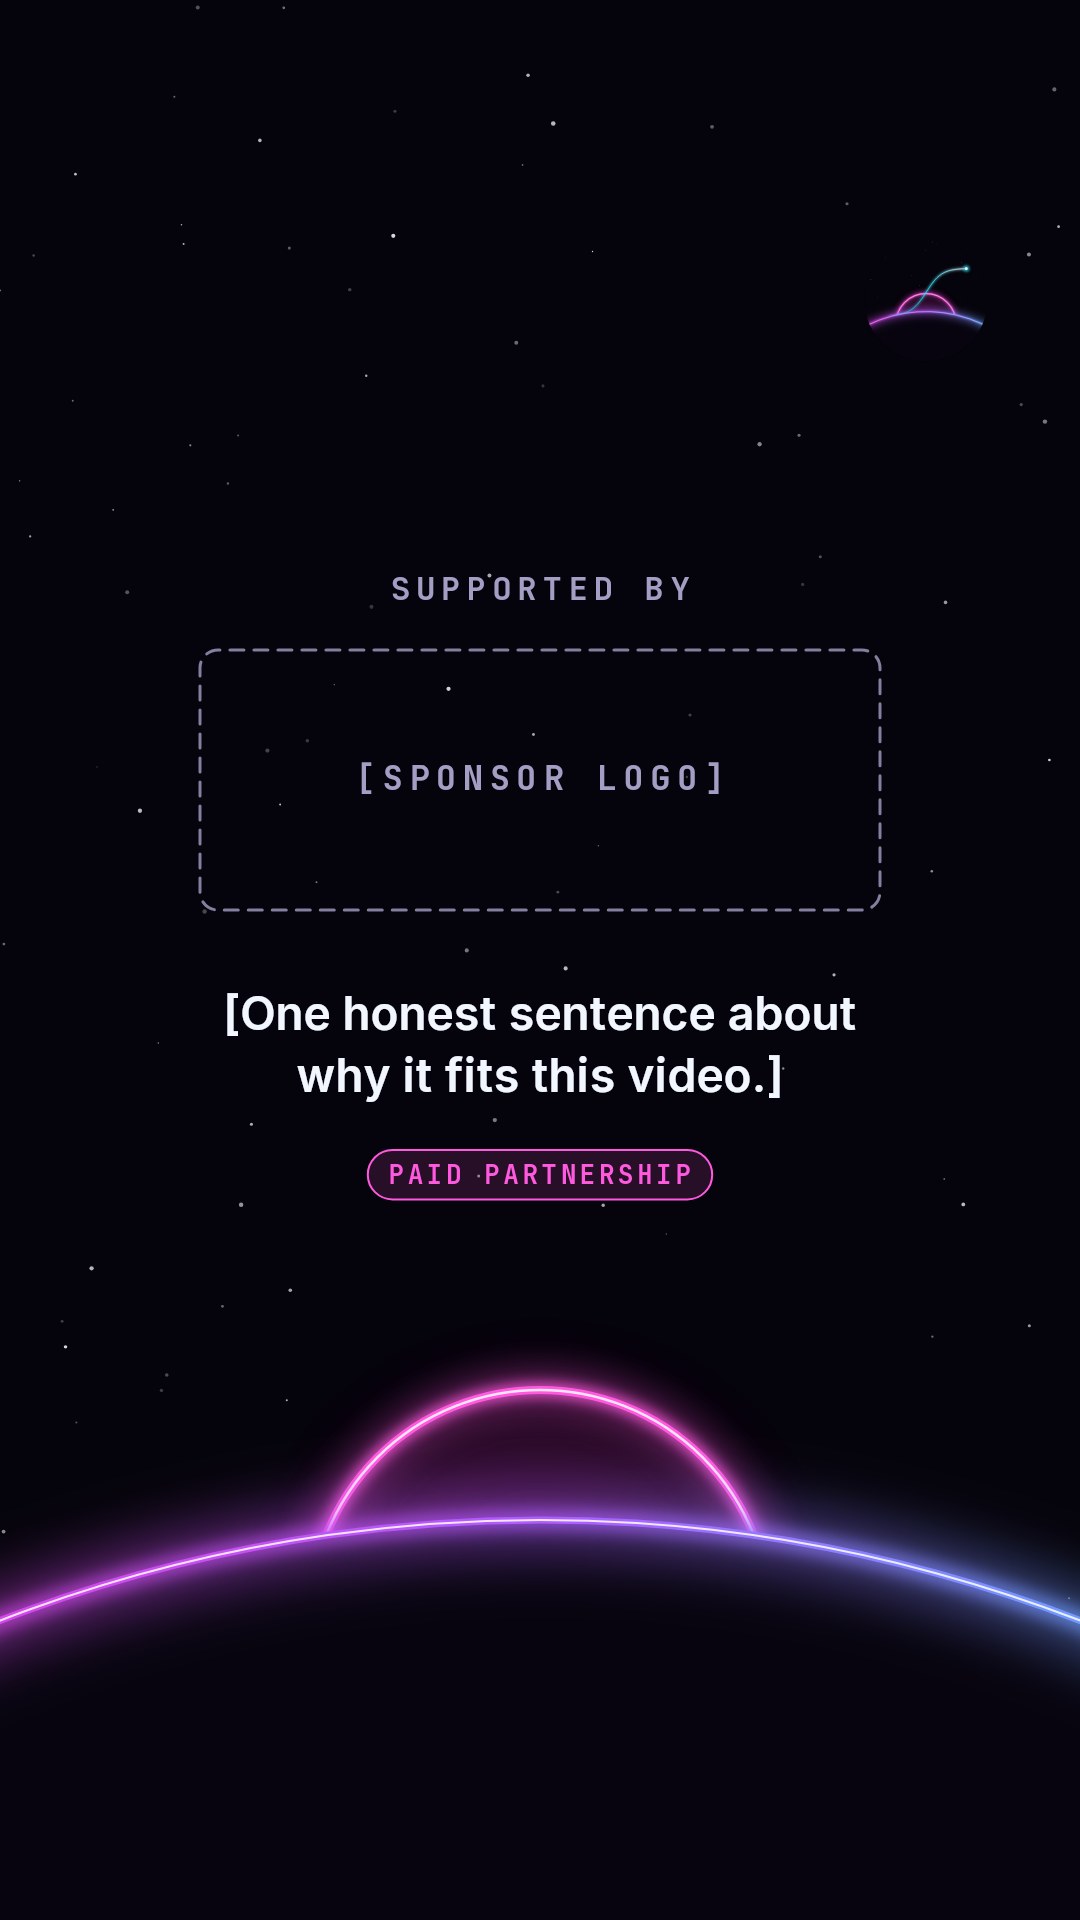 SUPPORTED BY
[SPONSOR LOGO]
[One honest sentence about
why it fits this video.]
PAID PARTNERSHIP